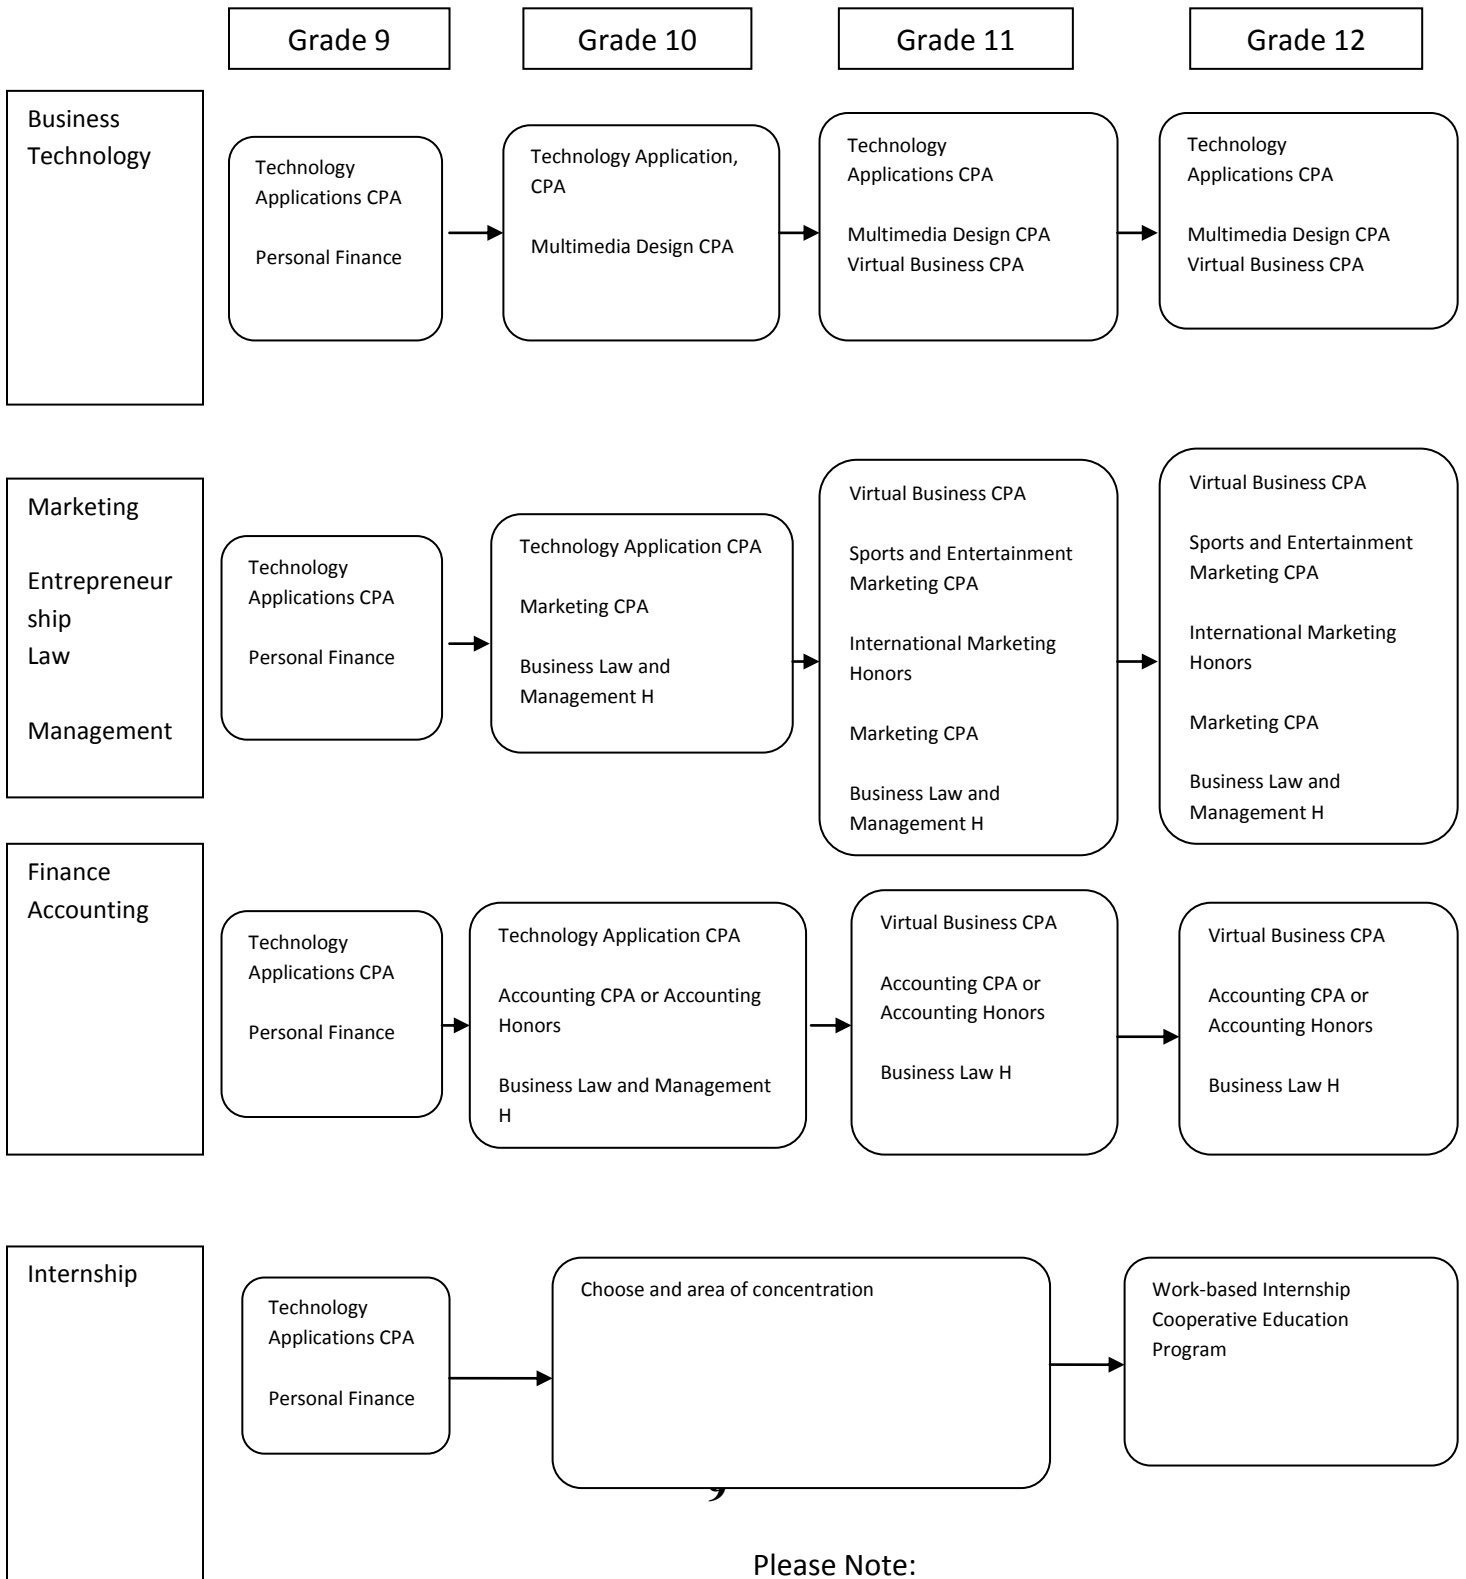 Grade 9
Grade 10
Grade 11
Grade 12
Business
Technology
Technology
Applications CPA
Personal Finance
Technology Application,
CPA
Multimedia Design CPA
Technology
Applications CPA
Multimedia Design CPA
Virtual Business CPA
Technology
Applications CPA
Multimedia Design CPA
Virtual Business CPA
Marketing
Entrepreneur
ship
Law
Management
Technology
Applications CPA
Personal Finance
Technology Application CPA
Marketing CPA
Business Law and
Management H
Virtual Business CPA
Sports and Entertainment
Marketing CPA
International Marketing
Honors
Marketing CPA
Business Law and
Management H
Virtual Business CPA
Sports and Entertainment
Marketing CPA
International Marketing
Honors
Marketing CPA
Business Law and
Management H
Finance
Accounting
Technology
Applications CPA
Personal Finance
Technology Application CPA
Accounting CPA or Accounting
Honors
Business Law and Management
H
Virtual Business CPA
Accounting CPA or
Accounting Honors
Business Law H
Virtual Business CPA
Accounting CPA or
Accounting Honors
Business Law H
Internship
Technology
Applications CPA
Personal Finance
Choose and area of concentration
Work-based Internship
Cooperative Education
Program
Please Note: